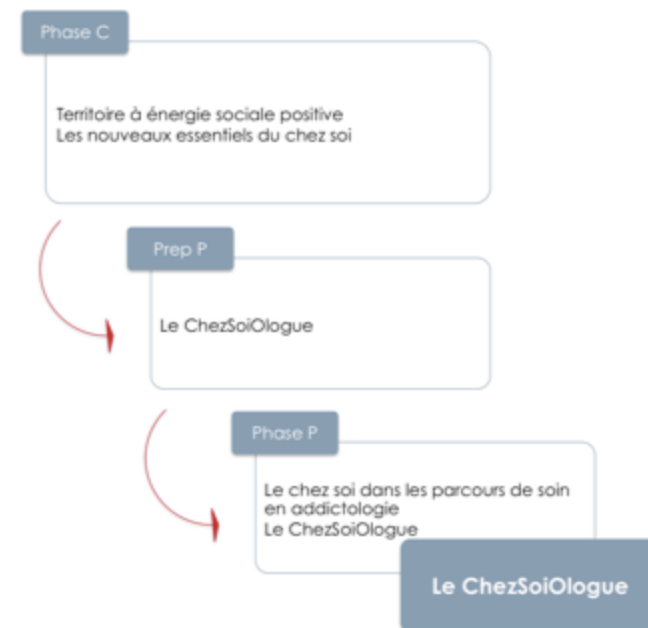 Phase C
Territoire à énergie sociale positive
Les nouveaux essentiels du chez soi
Prep P
Le ChezSoiOlogue
Phase P
Le chez soi dans les parcours de soin
en addictologie
Le ChezSoiOlogue
Le ChezSoiOlogue